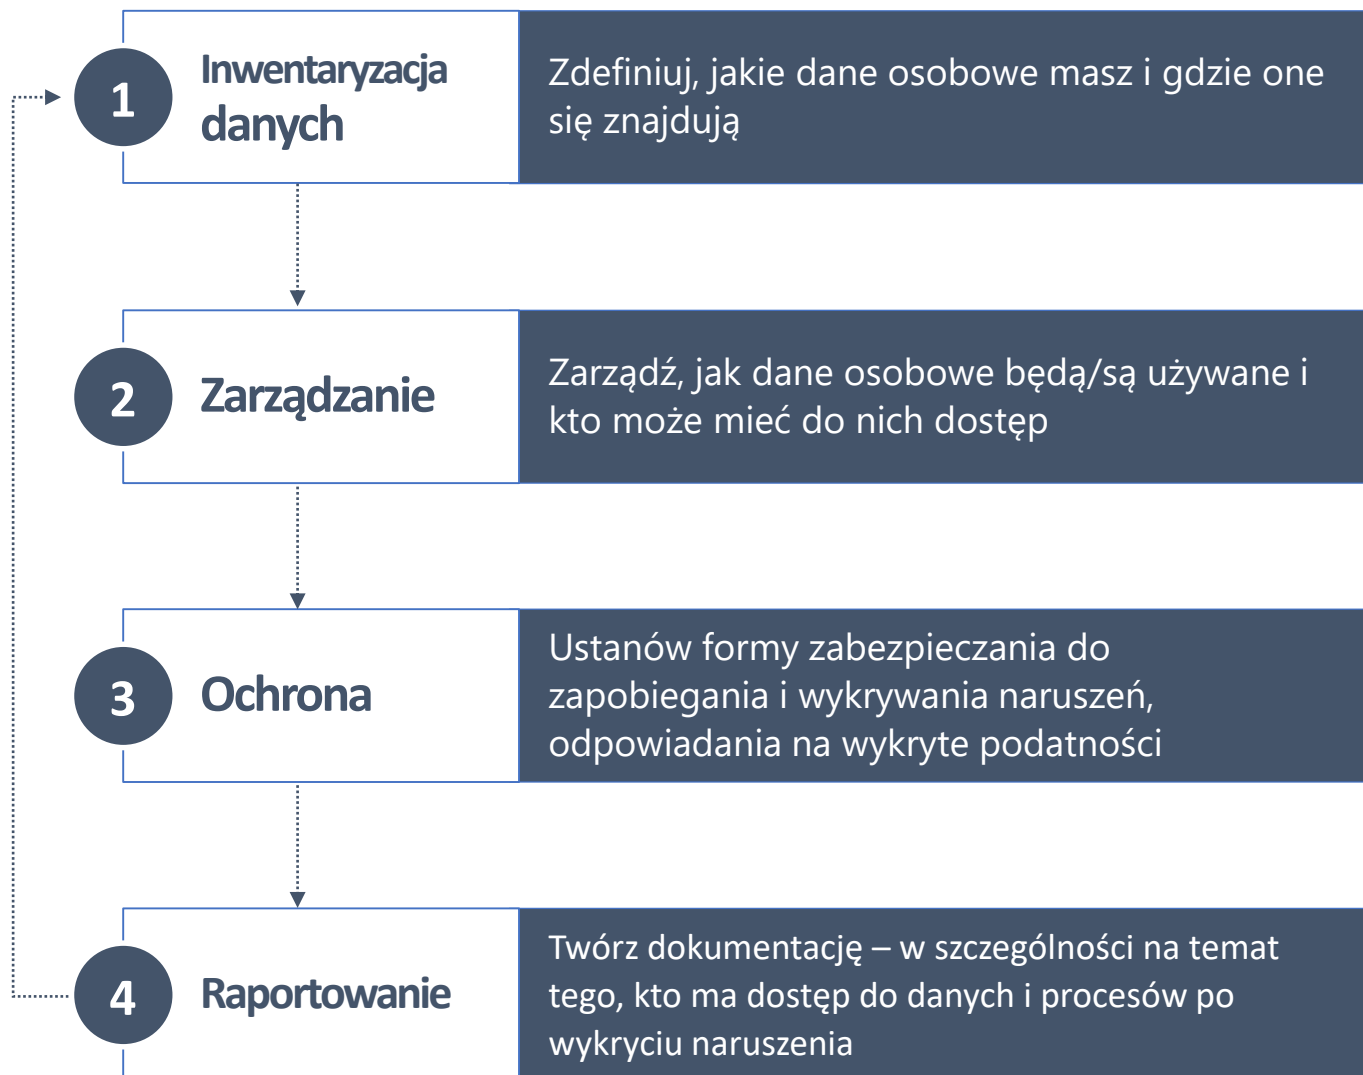 1
Inwentaryzacja
danych
Zdefiniuj, jakie dane osobowe masz i gdzie one
się znajdują
2
Zarządzanie
Zarządź, jak dane osobowe będą/są używane i
kto może mieć do nich dostęp
3
Ochrona
Ustanów formy zabezpieczania do
zapobiegania i wykrywania naruszeń,
odpowiadania na wykryte podatności
4
Raportowanie
Twórz dokumentację – w szczególności na temat
tego, kto ma dostęp do danych i procesów po
wykryciu naruszenia